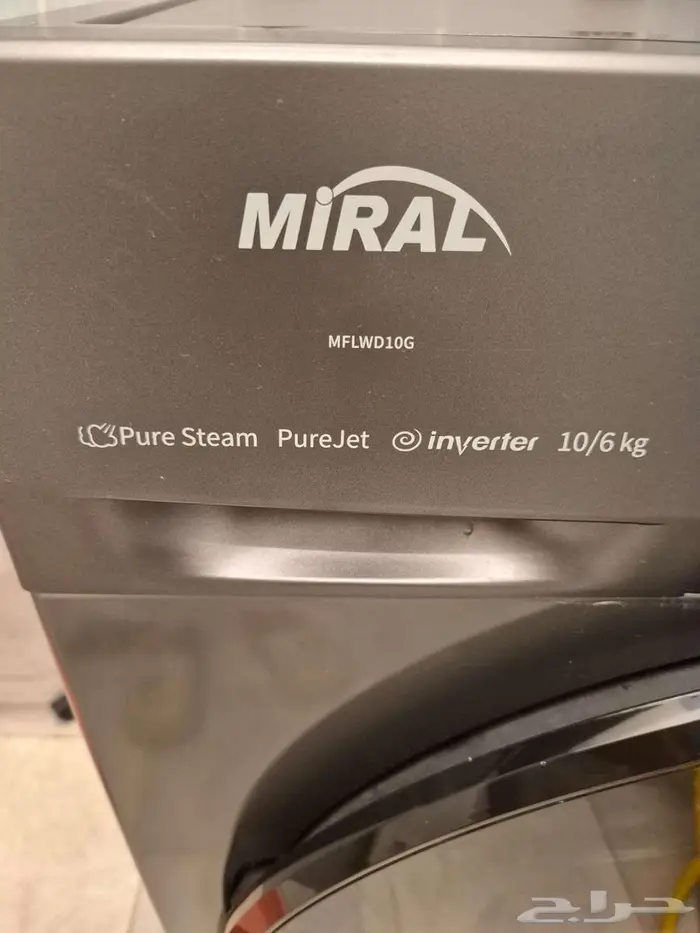 MiRAL
MFLWD10G
Pure Steam PureJet inverter 10/6 kg
حراج